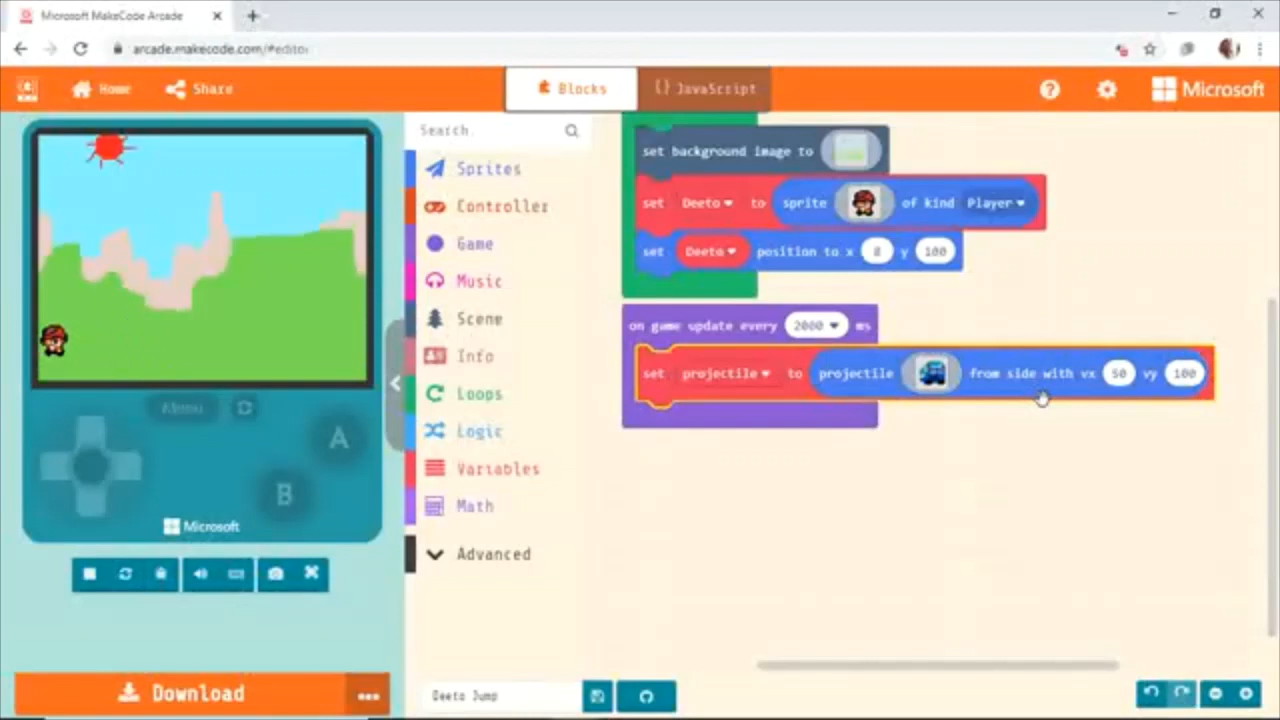 Microsoft MakeCode Arcade
arcade.makecode.com/#editor
Home
Share
Blocks
{} JavaScript
Microsoft
Search
set background image to
Sprites
set Deeto to sprite of kind Player
Controller
set Deeto position to x 8 y 100
Game
Music
Scene
on game update every 2000 ms
Info
set projectile to projectile from side with vx 50 vy 100
Loops
Menu
Logic
A
Variables
B
Math
Microsoft
Advanced
Download
Deeto Jump